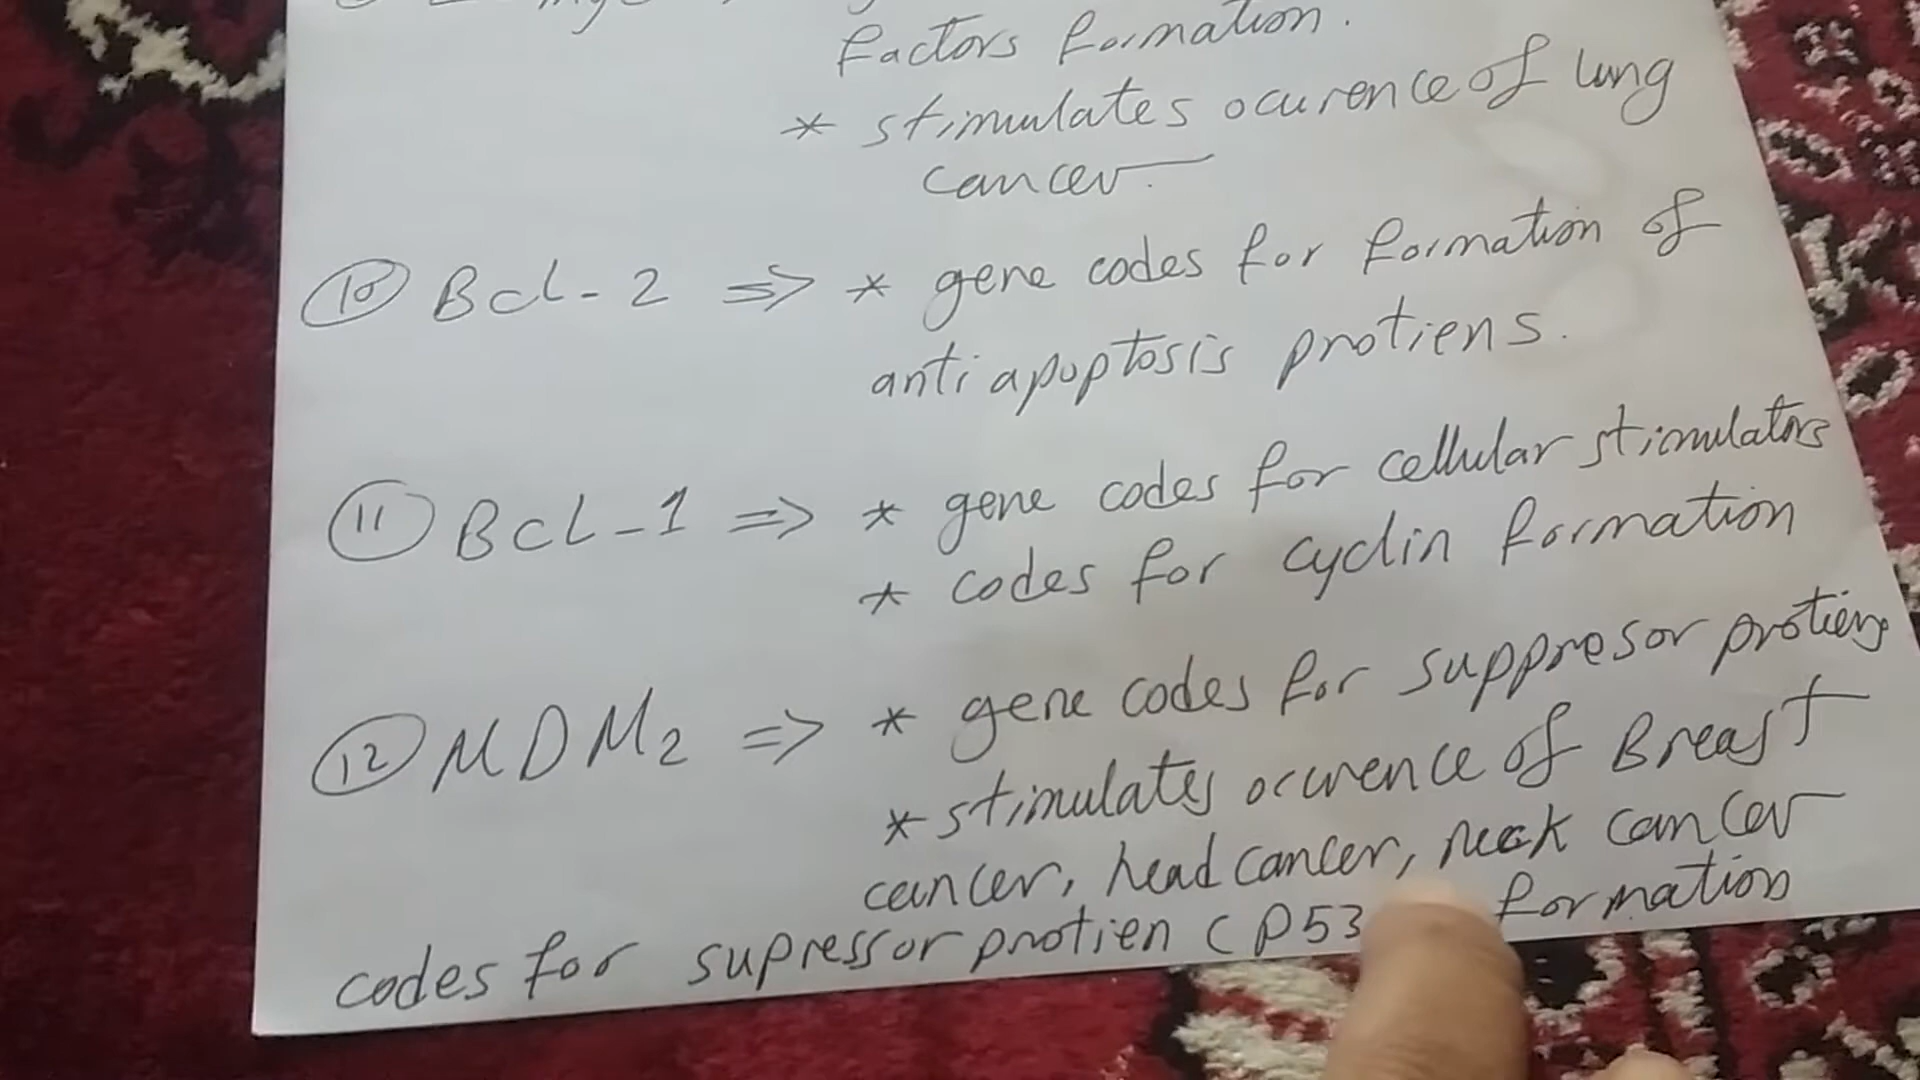 factors formation.
* stimulates ocurence of lung
cancer.
⑩ Bcl-2 => * gene codes for formation of
anti apoptosis protiens.
⑪ BCL-1 => * gene codes for cellular stimulators
* codes for cyclin formation
⑫ MDM2 => * gene codes for suppresor protiens
* stimulates ocurence of Breast
cancer, head cancer, neck cancer
codes for supressor protien (P53 formation